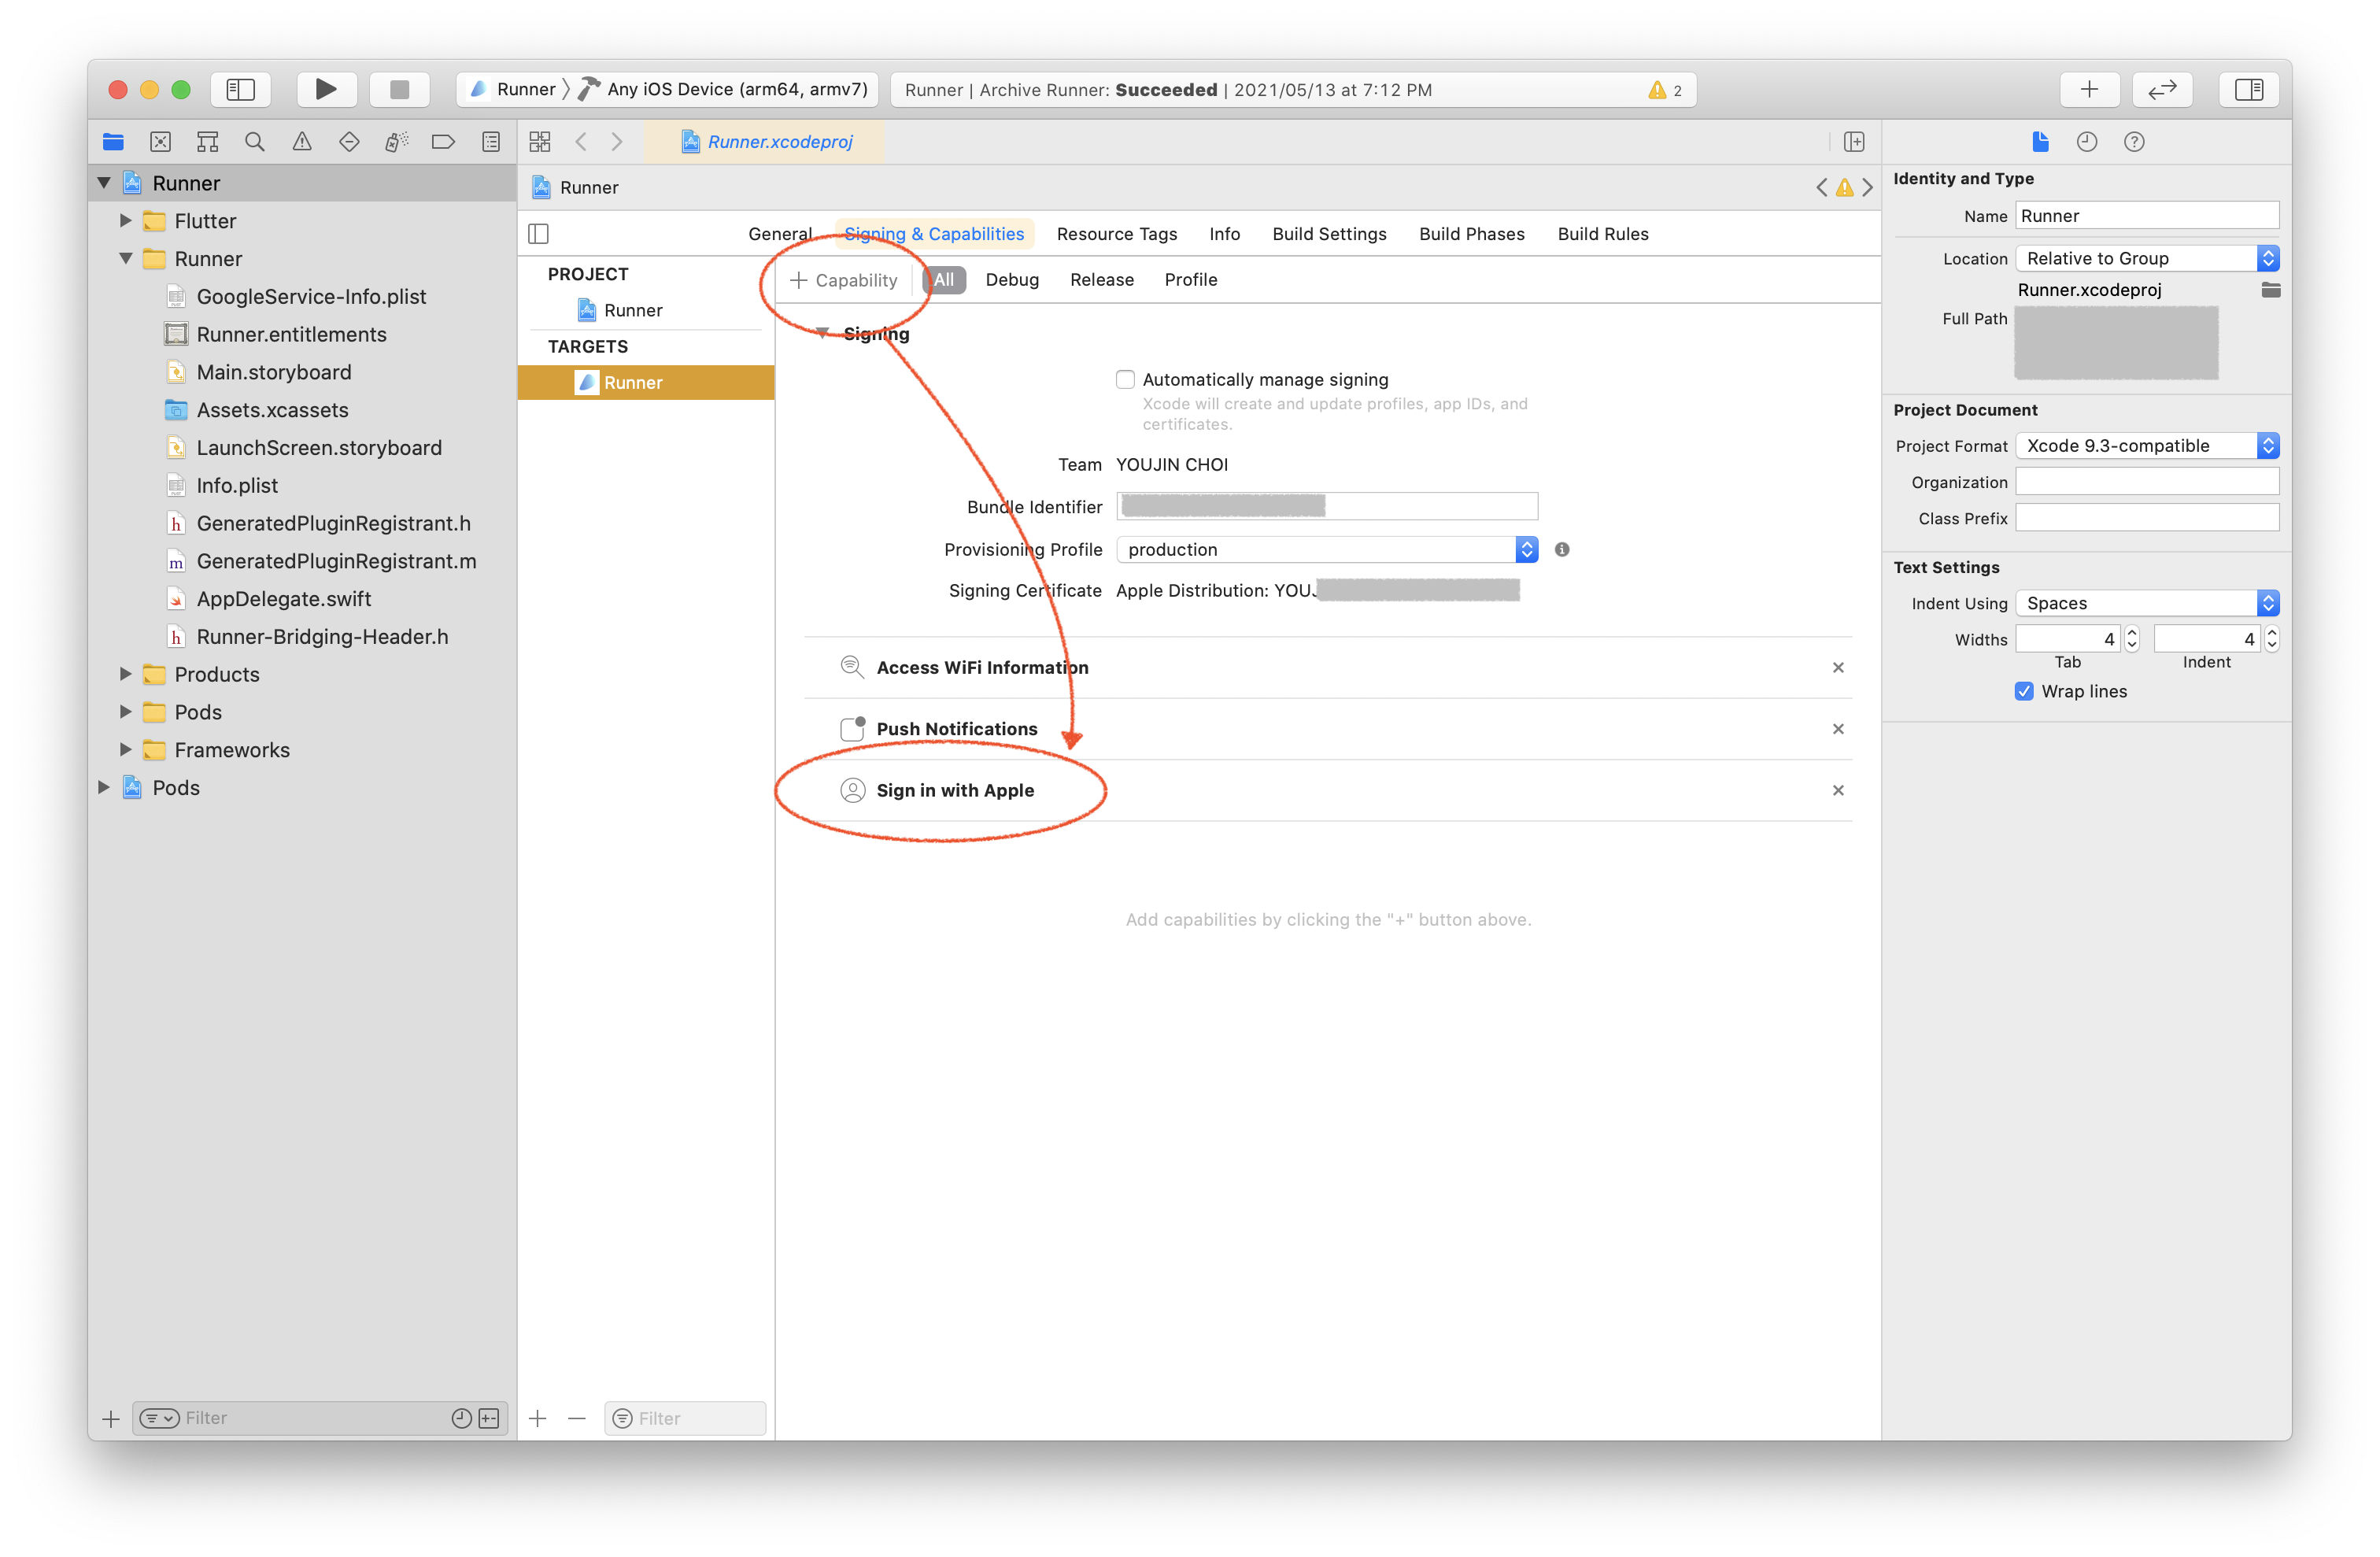 Runner 〉 Any iOS Device (arm64, armv7)
Runner | Archive Runner: Succeeded | 2021/05/13 at 7:12 PM
2
Runner
Flutter
Runner
GoogleService-Info.plist
Runner.entitlements
Main.storyboard
Assets.xcassets
LaunchScreen.storyboard
Info.plist
GeneratedPluginRegistrant.h
GeneratedPluginRegistrant.m
AppDelegate.swift
Runner-Bridging-Header.h
Products
Pods
Frameworks
Pods
Filter
Runner.xcodeproj
Runner
General Signing & Capabilities Resource Tags Info Build Settings Build Phases Build Rules
PROJECT
Runner
TARGETS
Runner
Filter
+ Capability All Debug Release Profile
Signing
Automatically manage signing
Xcode will create and update profiles, app IDs, and
certificates.
Team YOUJIN CHOI
Bundle Identifier
Provisioning Profile production
Signing Certificate Apple Distribution: YOUJ
Access WiFi Information
Push Notifications
Sign in with Apple
Add capabilities by clicking the "+" button above.
Identity and Type
Name Runner
Location Relative to Group
Runner.xcodeproj
Full Path
Project Document
Project Format Xcode 9.3-compatible
Organization
Class Prefix
Text Settings
Indent Using Spaces
Widths 4 4
Tab Indent
Wrap lines